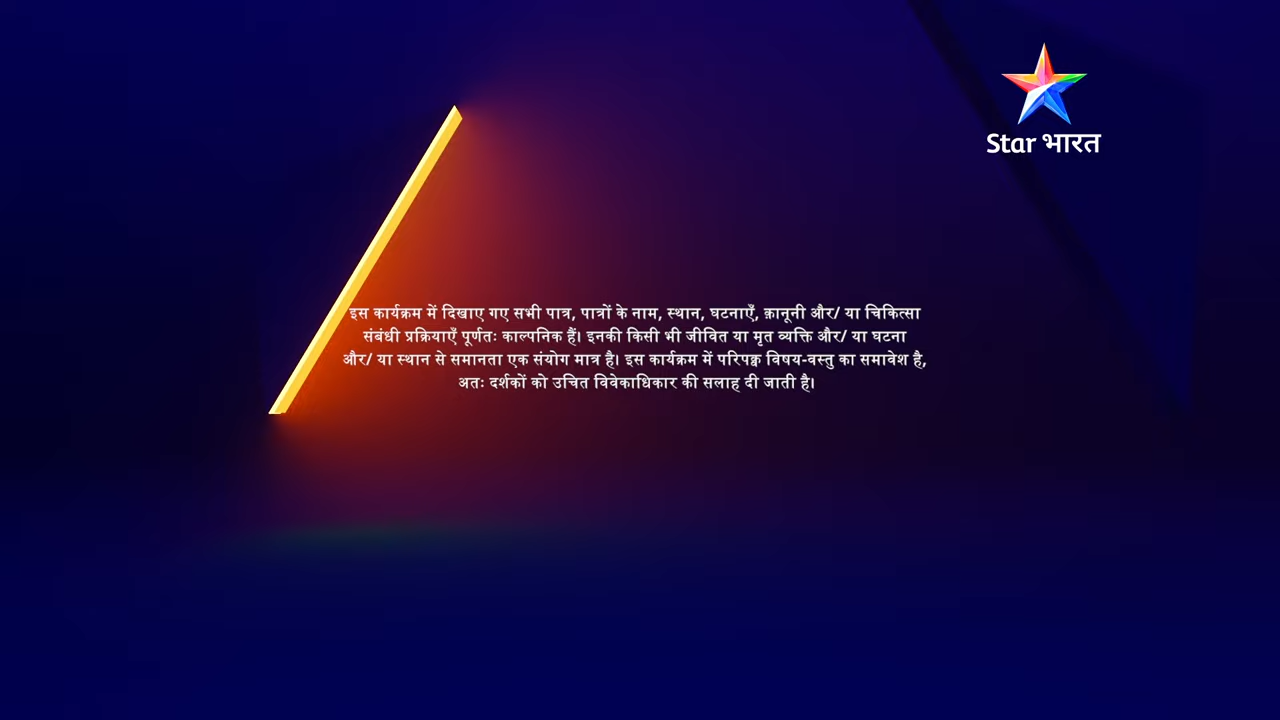 Star भारत
इस कार्यक्रम में दिखाए गए सभी पात्र, पात्रों के नाम, स्थान, घटनाएँ, क़ानूनी और/ या चिकित्सा
संबंधी प्रक्रियाएँ पूर्णतः काल्पनिक हैं। इनकी किसी भी जीवित या मृत व्यक्ति और/ या घटना
और/ या स्थान से समानता एक संयोग मात्र है। इस कार्यक्रम में परिपक्व विषय-वस्तु का समावेश है,
अतः दर्शकों को उचित विवेकाधिकार की सलाह दी जाती है।